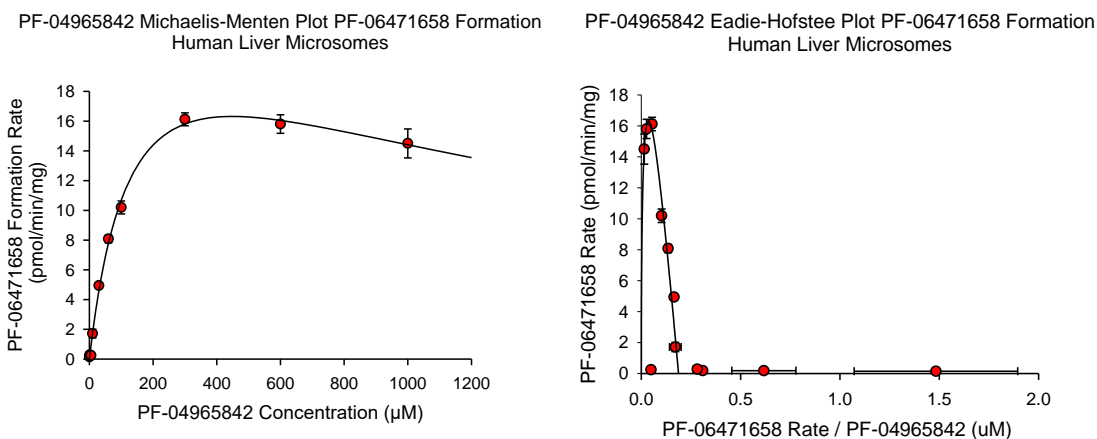 PF-04965842 Michaelis-Menten Plot PF-06471658 Formation
Human Liver Microsomes
PF-06471658 Formation Rate
(pmol/min/mg)
18
16
14
12
10
8
6
4
2
0
0 200 400 600 800 1000 1200
PF-04965842 Concentration (µM)
PF-04965842 Eadie-Hofstee Plot PF-06471658 Formation
Human Liver Microsomes
PF-06471658 Rate (pmol/min/mg)
18
16
14
12
10
8
6
4
2
0
0.0 0.5 1.0 1.5 2.0
PF-06471658 Rate / PF-04965842 (uM)